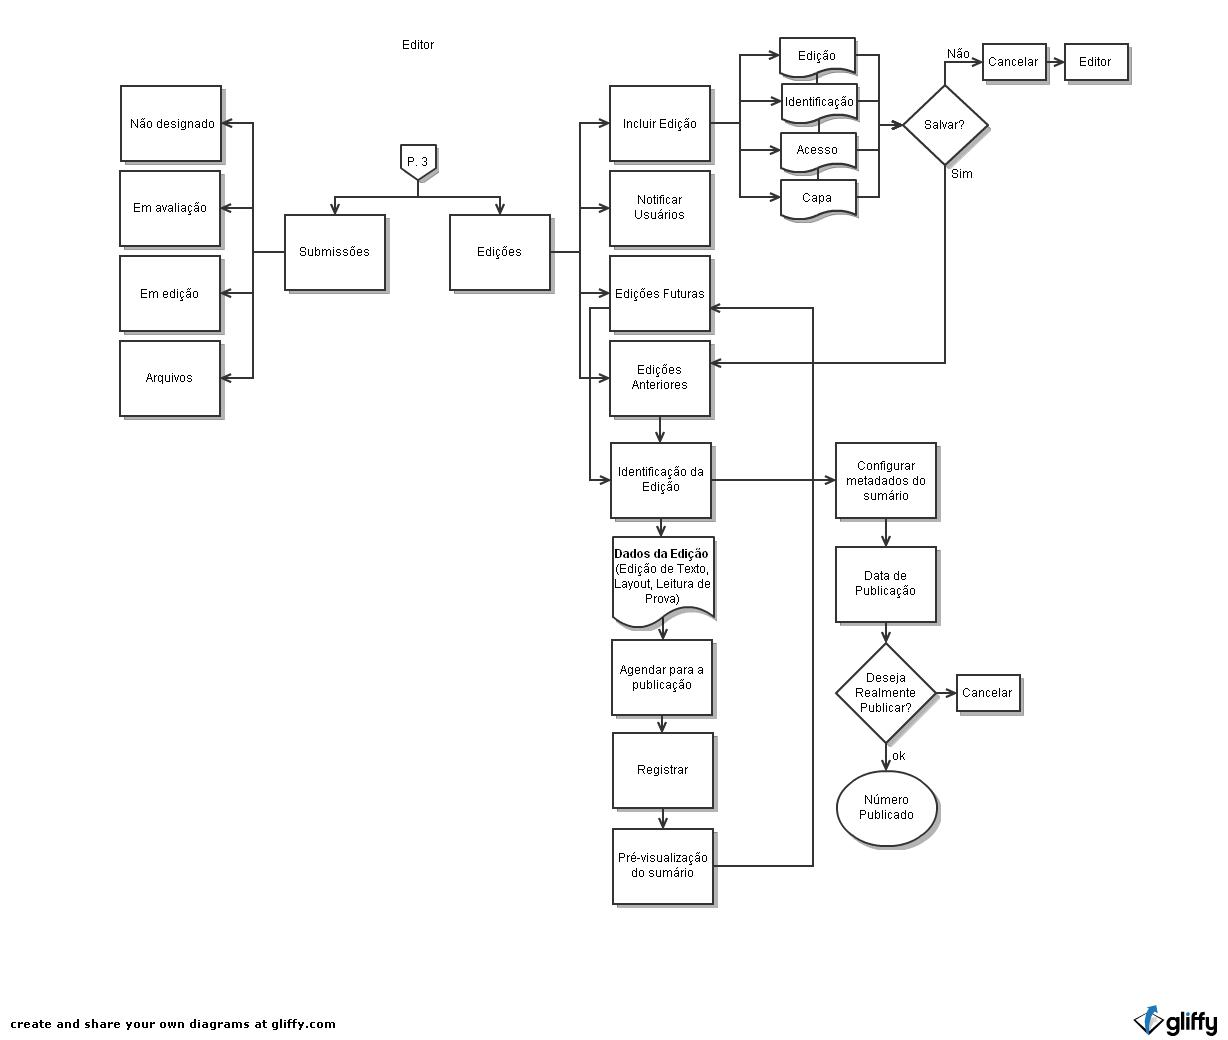 Editor
P. 3
Submissões
Não designado
Em avaliação
Em edição
Arquivos
Edições
Incluir Edição
Notificar
Usuários
Edições Futuras
Edições
Anteriores
Edição
Identificação
Acesso
Capa
Salvar?
Não
Cancelar
Editor
Sim
Identificação da
Edição
Dados da Edição
(Edição de Texto,
Layout, Leitura de
Prova)
Agendar para a
publicação
Registrar
Pré-visualização
do sumário
Configurar
metadados do
sumário
Data de
Publicação
Deseja
Realmente
Publicar?
Cancelar
ok
Número
Publicado
create and share your own diagrams at gliffy.com
gliffy